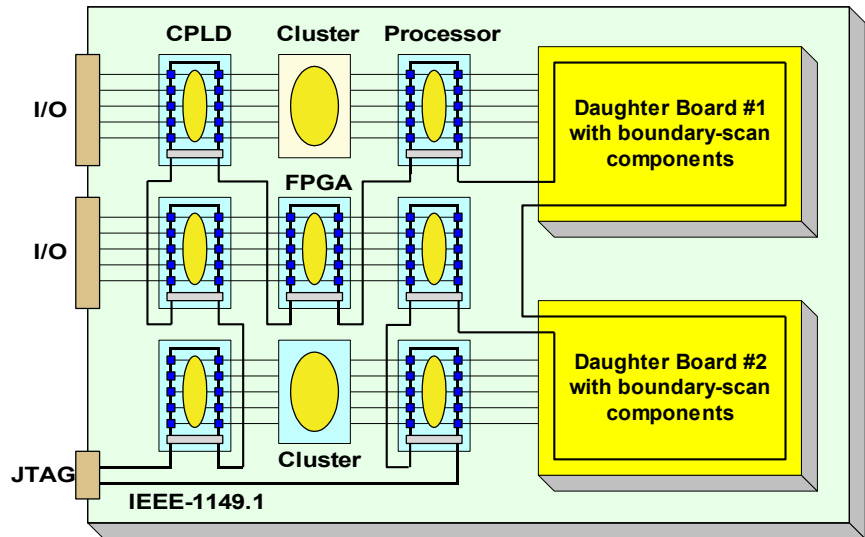 CPLD
Cluster
Processor
I/O
Daughter Board #1
with boundary-scan
components
FPGA
I/O
Daughter Board #2
with boundary-scan
components
Cluster
JTAG
IEEE-1149.1